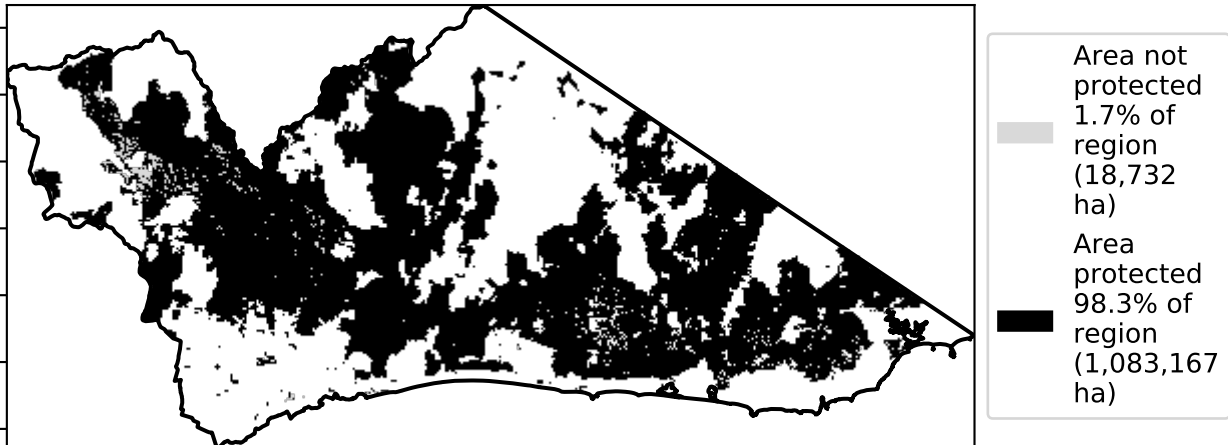 Area not
protected
1.7% of
region
(18,732
ha)
Area
protected
98.3% of
region
(1,083,167
ha)